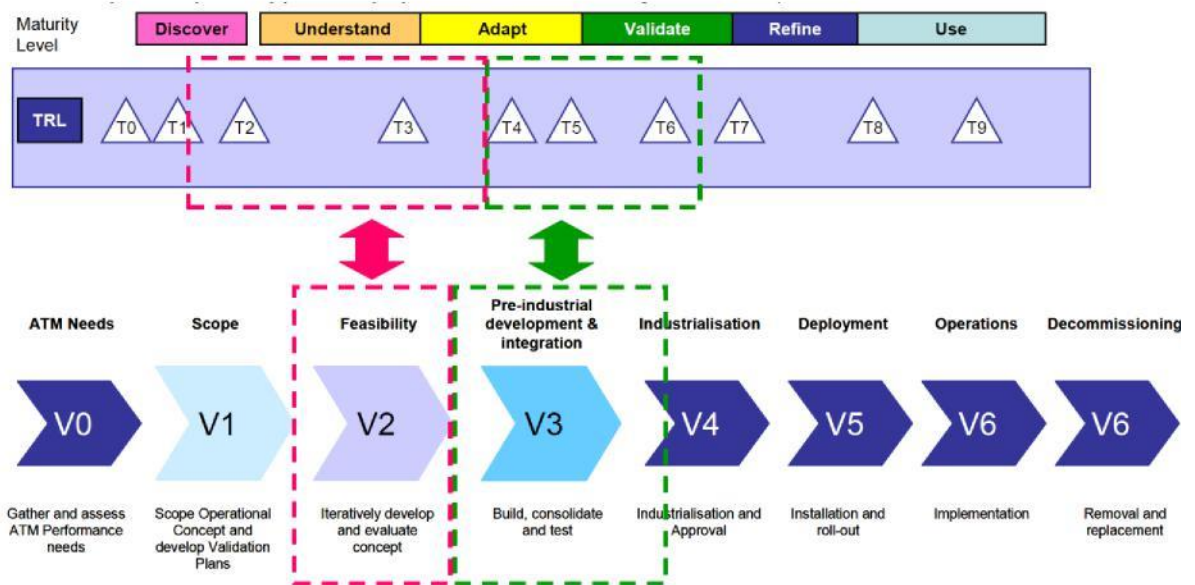 Maturity
Level
Discover
Understand
Adapt
Validate
Refine
Use
TRL
T0
T1
T2
T3
T4
T5
T6
T7
T8
T9
ATM Needs
Scope
Feasibility
Pre-industrial
development &
integration
Industrialisation
Deployment
Operations
Decommissioning
V0
V1
V2
V3
V4
V5
V6
V6
Gather and assess
ATM Performance
needs
Scope Operational
Concept and
develop Validation
Plans
Iteratively develop
and evaluate
concept
Build, consolidate
and test
Industrialisation and
Approval
Installation and
roll-out
Implementation
Removal and
replacement